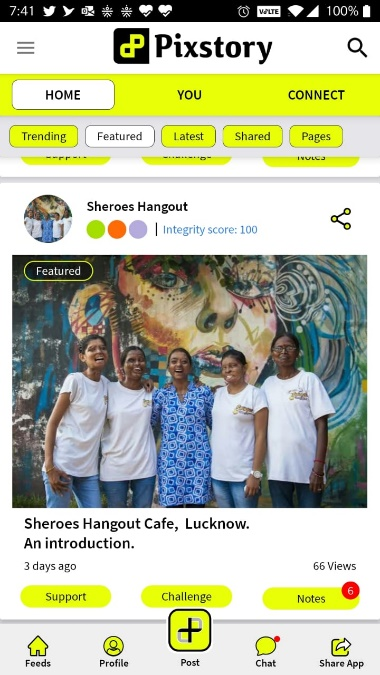 7:41
VoLTE
100%
Pixstory
HOME YOU CONNECT
Trending Featured Latest Shared Pages
Support Challenge Notes
Sheroes Hangout
Integrity score: 100
Featured
Sheroes Hangout Cafe, Lucknow.
An introduction.
3 days ago 66 Views
Support Challenge Notes 6
Feeds Profile Post Chat Share App